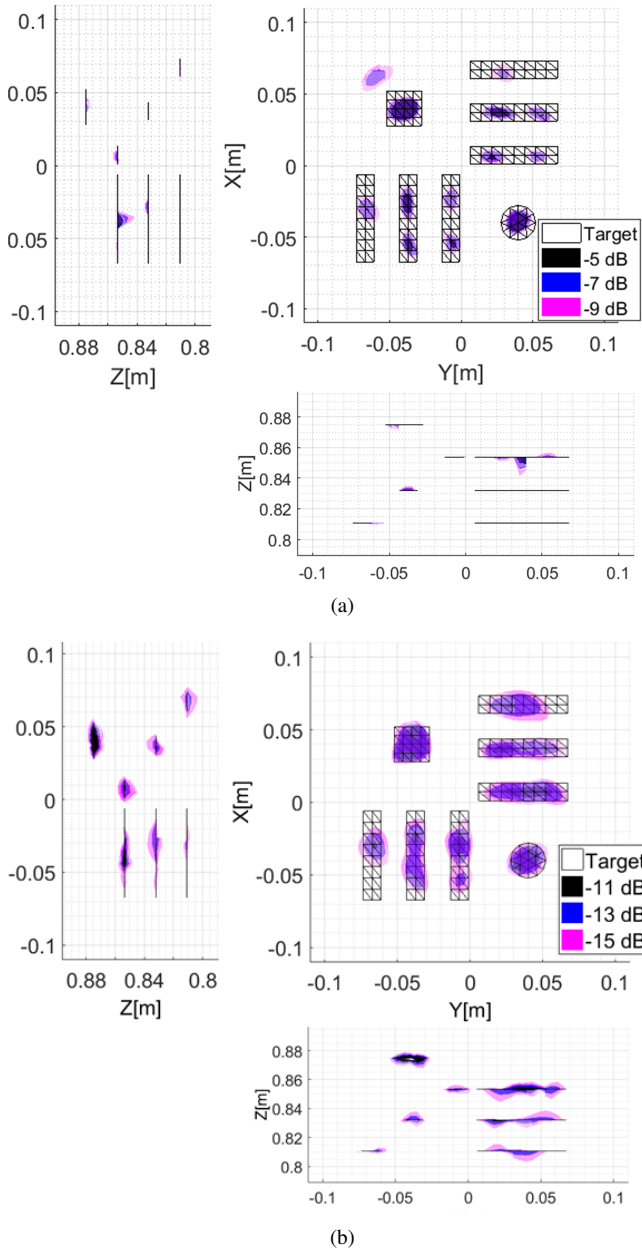 0.1
0.05
0
0.05
-0.1
0.88 0.84 0.8
Z[m]
X[m]
0.1
0.05
0
-0.05
-0.1
-0.1 -0.05 0 0.05 0.1
Y[m]
Target
-5 dB
-7 dB
-9 dB
Z[m]
0.88
0.86
0.84
0.82
0.8
-0.1 -0.05 0 0.05 0.1
(a)
0.1
0.05
0
-0.05
-0.1
0.88 0.84 0.8
Z[m]
X[m]
0.1
0.05
0
-0.05
-0.1
-0.1 -0.05 0 0.05 0.1
Y[m]
Target
-11 dB
-13 dB
-15 dB
Z[m]
0.88
0.86
0.84
0.82
0.8
-0.1 -0.05 0 0.05 0.1
(b)